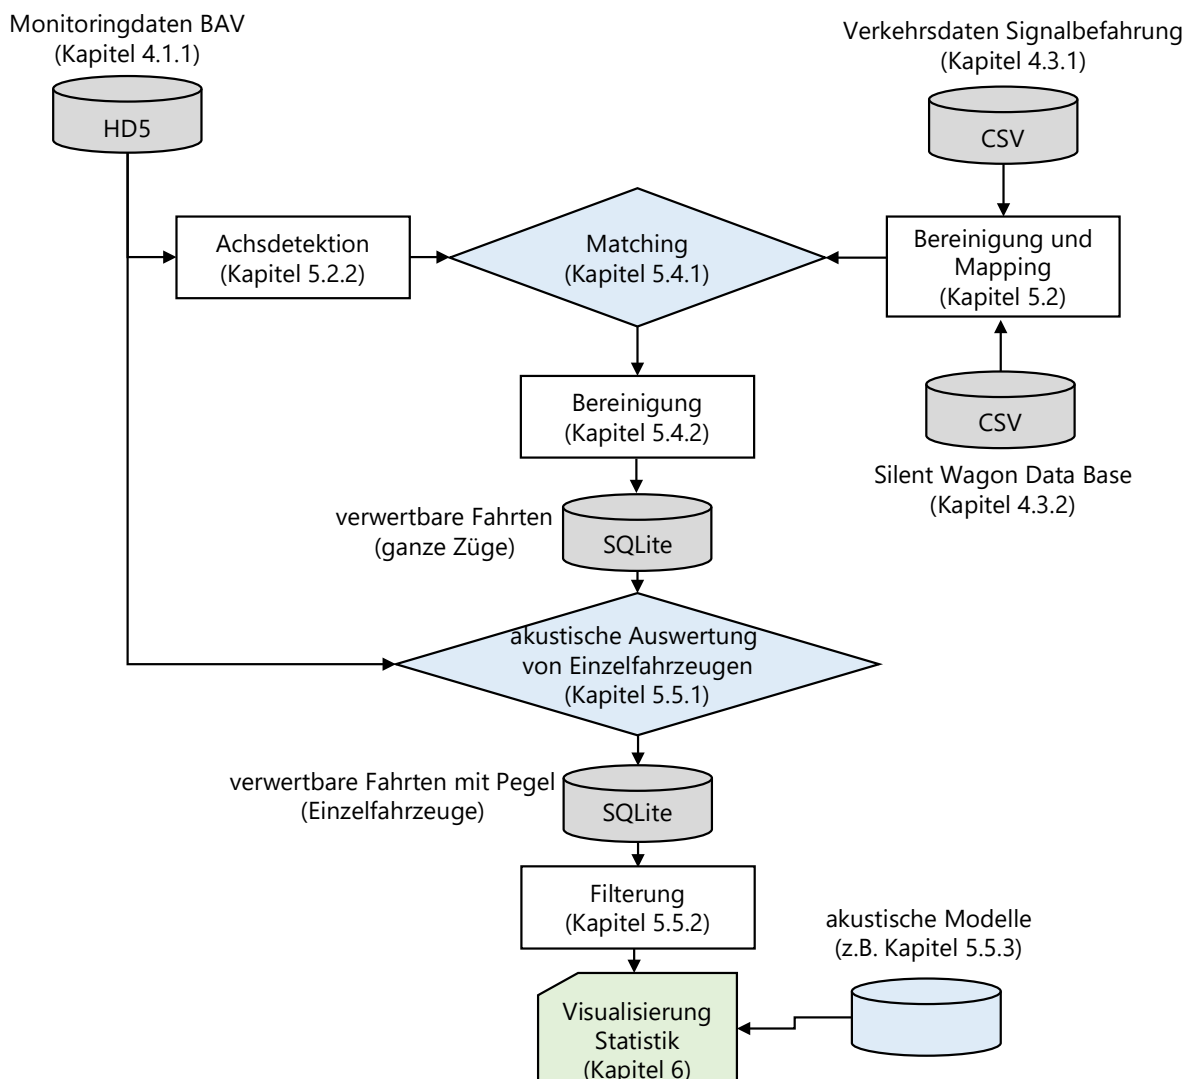 Monitoringdaten BAV
(Kapitel 4.1.1)
HD5
Verkehrsdaten Signalbefahrung
(Kapitel 4.3.1)
CSV
Achsdetektion
(Kapitel 5.2.2)
Matching
(Kapitel 5.4.1)
Bereinigung und
Mapping
(Kapitel 5.2)
Bereinigung
(Kapitel 5.4.2)
CSV
Silent Wagon Data Base
(Kapitel 4.3.2)
verwertbare Fahrten
(ganze Züge)
SQLite
akustische Auswertung
von Einzelfahrzeugen
(Kapitel 5.5.1)
verwertbare Fahrten mit Pegel
(Einzelfahrzeuge)
SQLite
Filterung
(Kapitel 5.5.2)
akustische Modelle
(z.B. Kapitel 5.5.3)
Visualisierung
Statistik
(Kapitel 6)